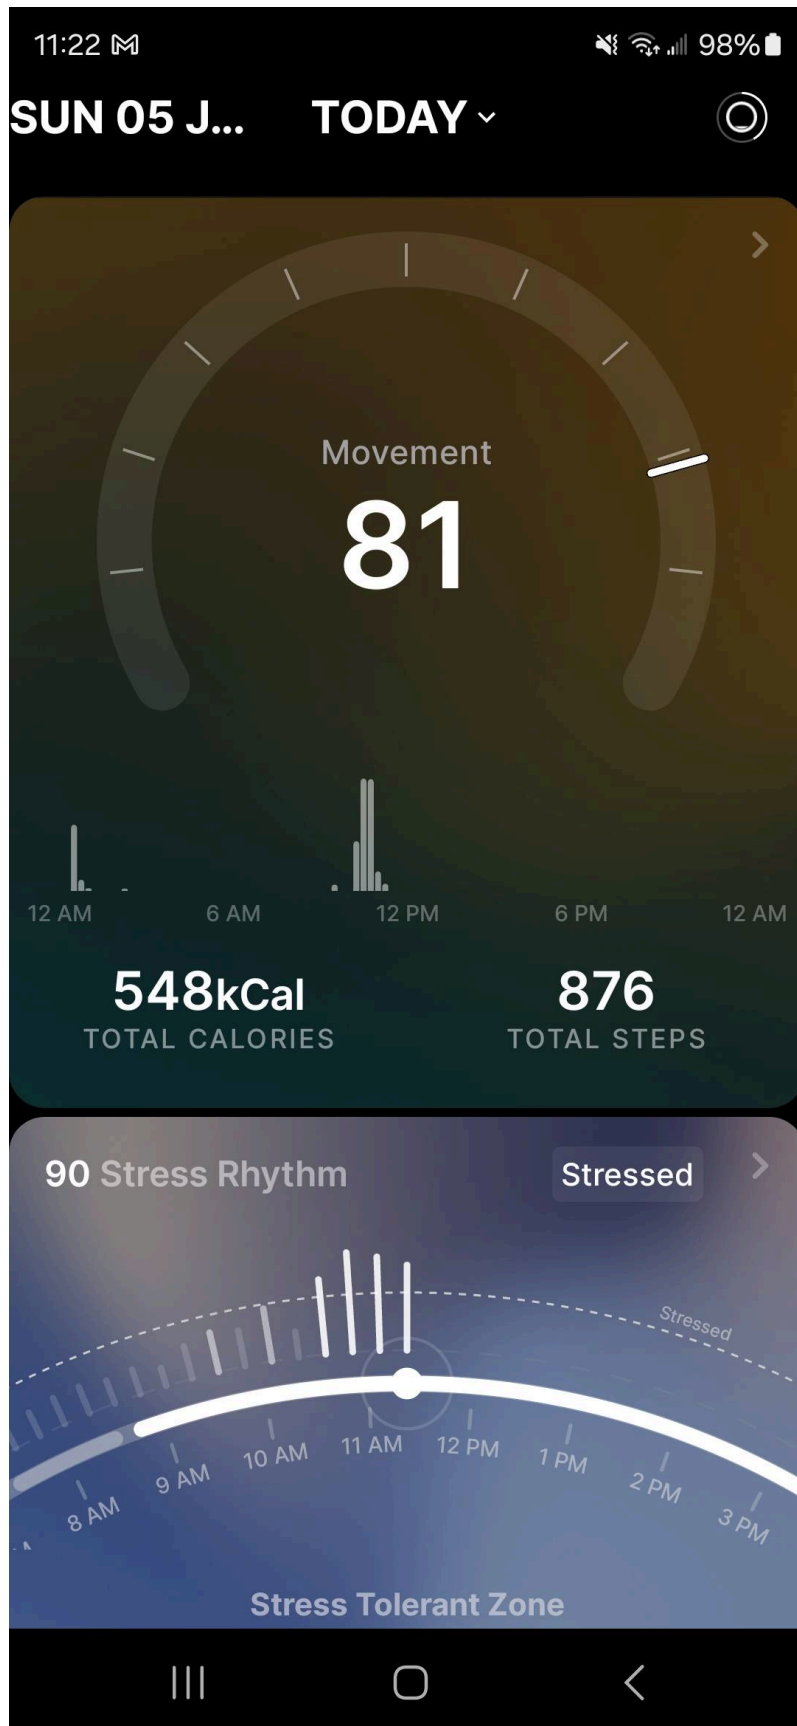 11:22
98%
SUN 05 J... TODAY
Movement
81
12 AM 6 AM 12 PM 6 PM 12 AM
548kCal 876
TOTAL CALORIES TOTAL STEPS
90 Stress Rhythm Stressed
Stressed
8 AM 9 AM 10 AM 11 AM 12 PM 1 PM 2 PM 3 PM
Stress Tolerant Zone